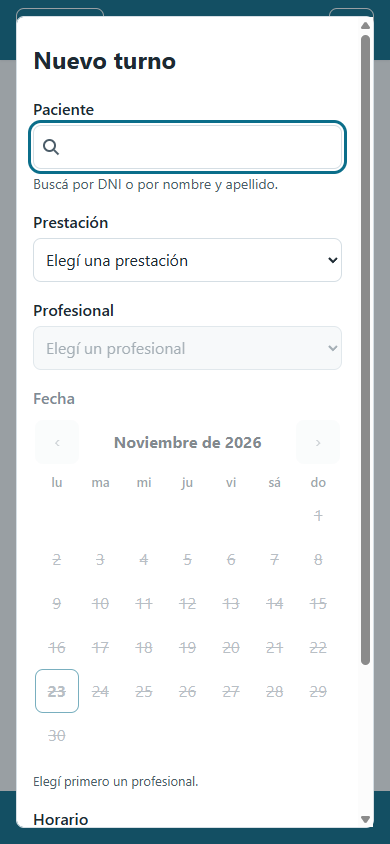 Nuevo turno
Paciente
Buscá por DNI o por nombre y apellido.
Prestación
Elegí una prestación
Profesional
Elegí un profesional
Fecha
‹ Noviembre de 2026 ›
lu ma mi ju vi sá do
1
2 3 4 5 6 7 8
9 10 11 12 13 14 15
16 17 18 19 20 21 22
23 24 25 26 27 28 29
30
Elegí primero un profesional.
Horario